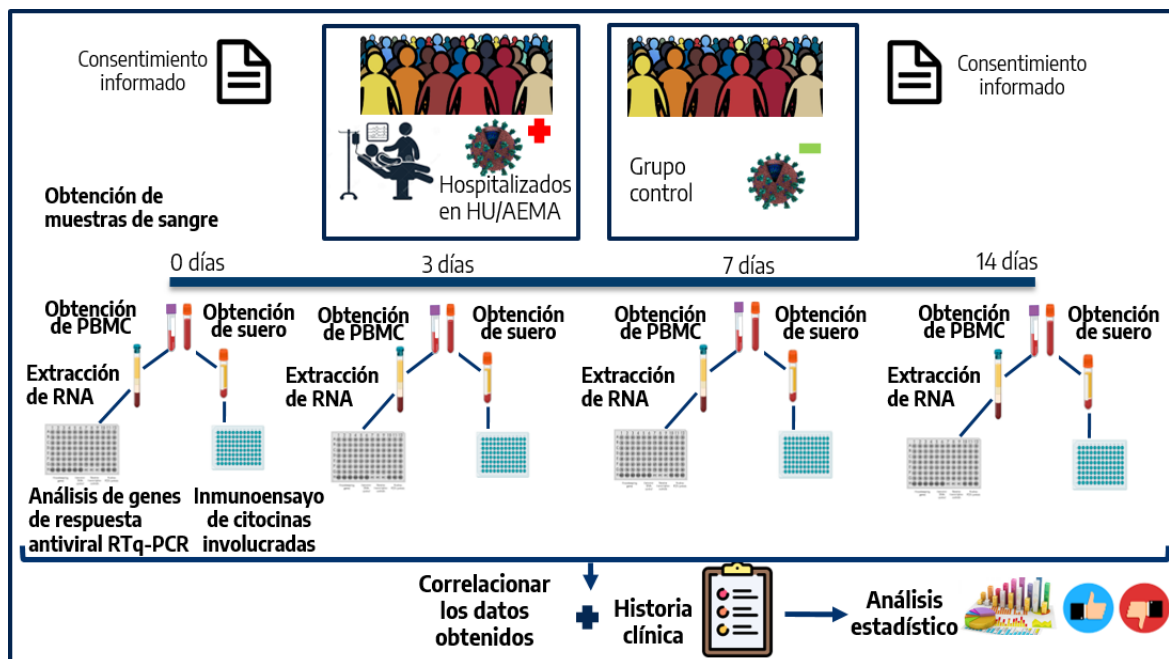 Consentimiento
informado
Hospitalizados
en HU/AEMA
Grupo
control
Consentimiento
informado
Obtención de
muestras de sangre
0 días
3 días
7 días
14 días
Obtención
de PBMC
Obtención
de suero
Obtención
de PBMC
Obtención
de suero
Obtención
de PBMC
Obtención
de suero
Obtención
de PBMC
Obtención
de suero
Extracción
de RNA
Extracción
de RNA
Extracción
de RNA
Extracción
de RNA
Análisis de genes
de respuesta
antiviral RTq-PCR
Inmunoensayo
de citocinas
involucradas
Correlacionar
los datos
obtenidos
Historia
clínica
Análisis
estadístico